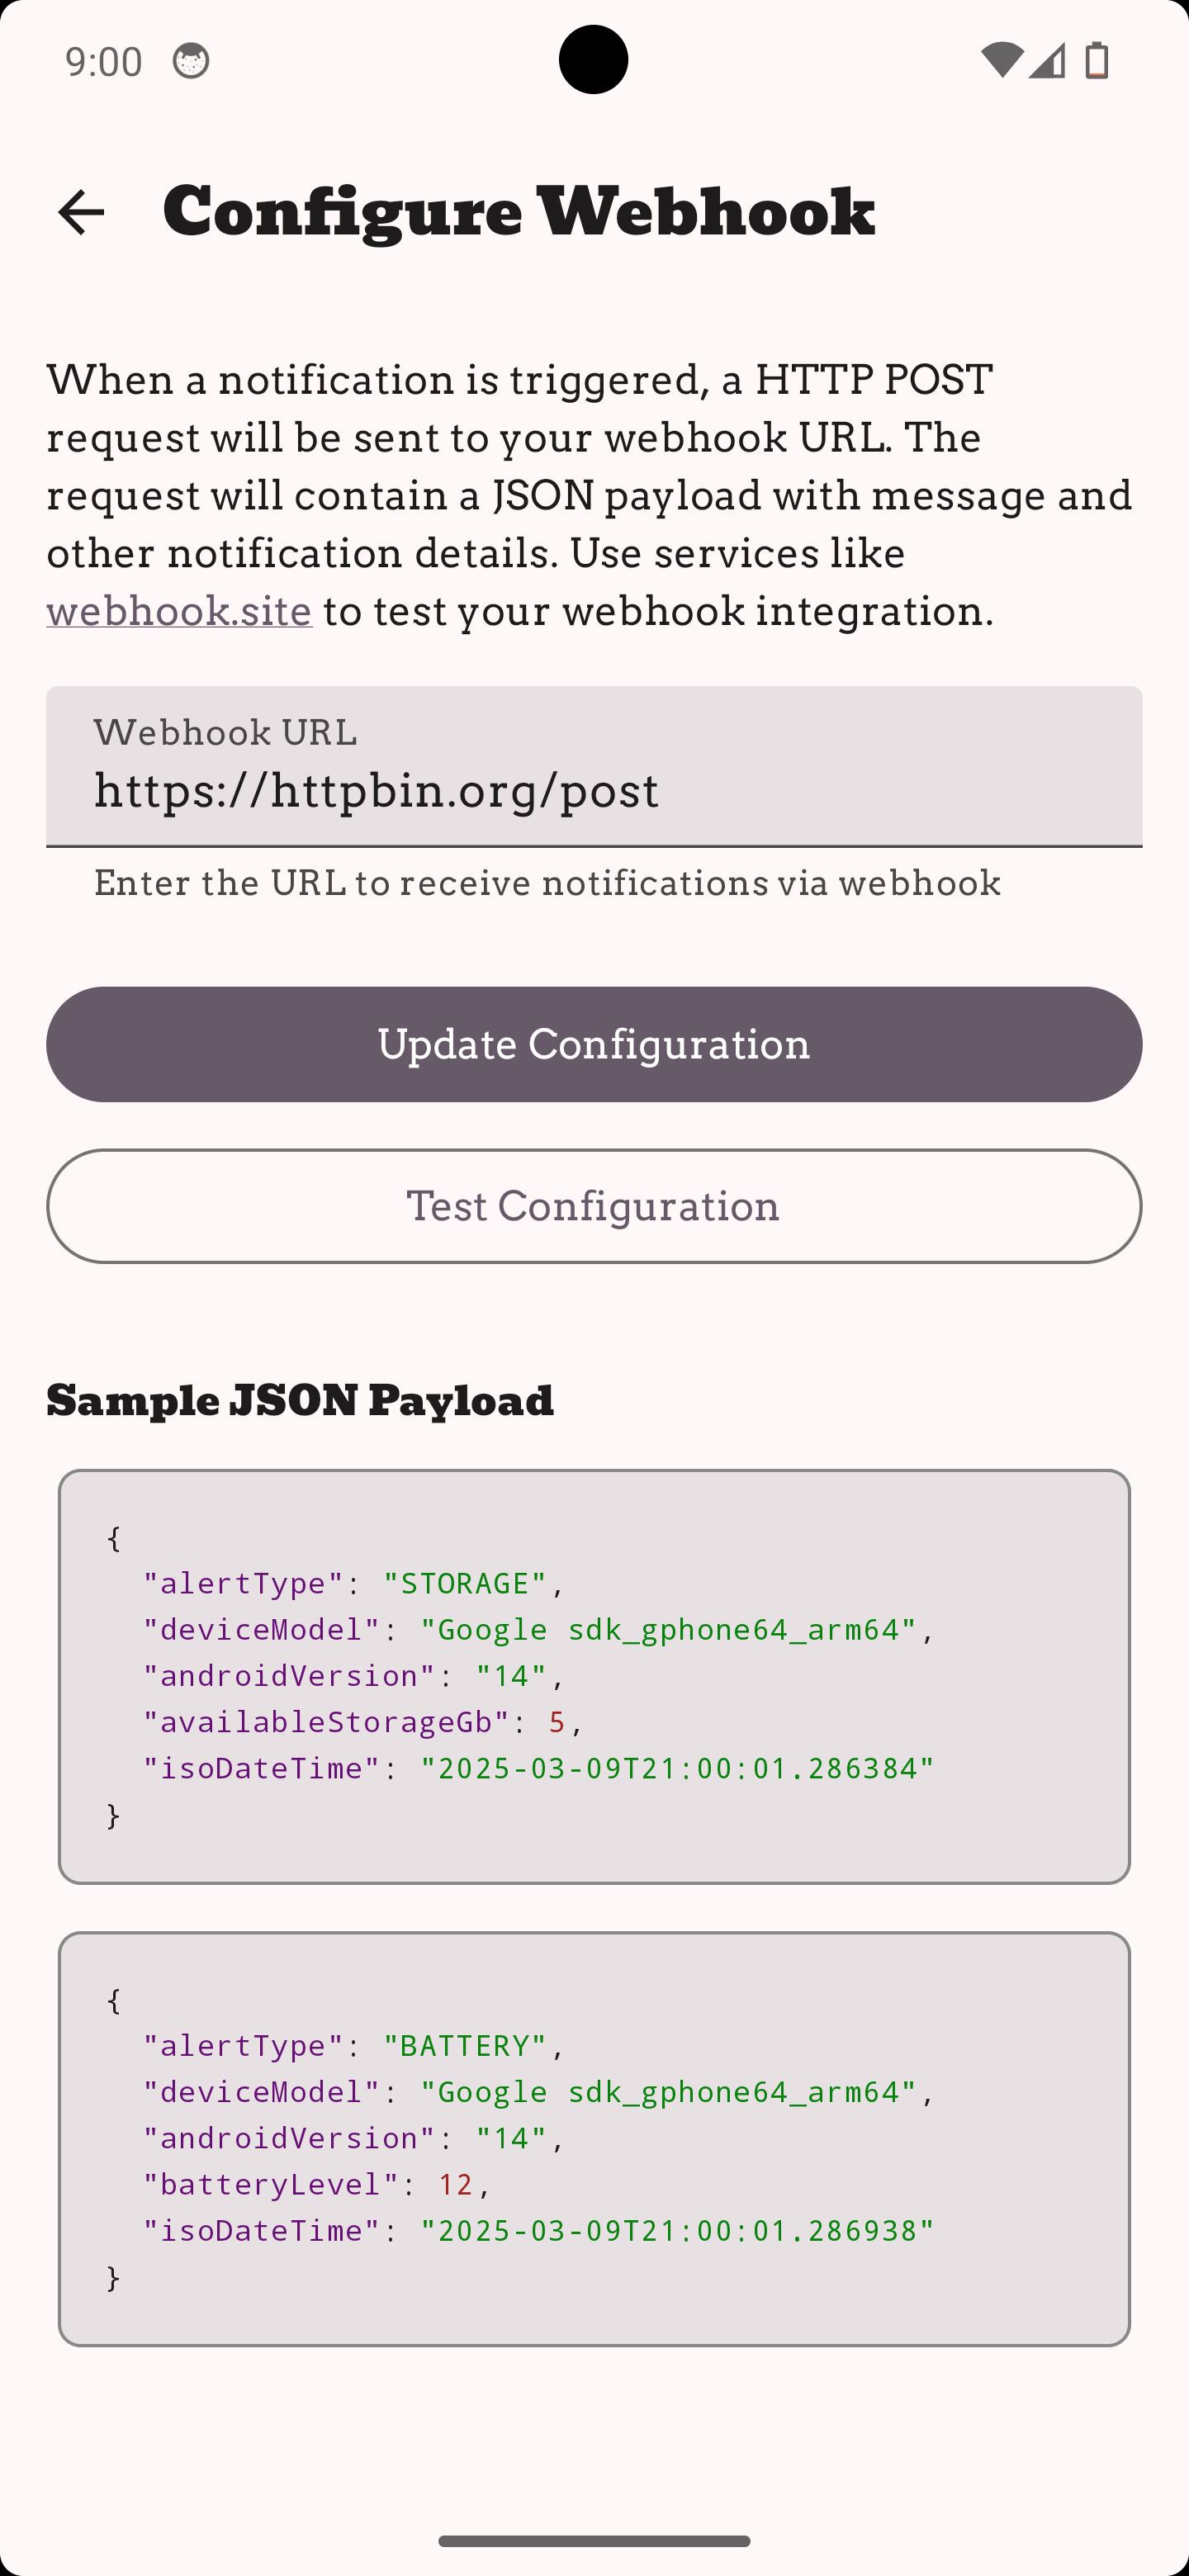 9:00
Configure Webhook
When a notification is triggered, a HTTP POST
request will be sent to your webhook URL. The
request will contain a JSON payload with message and
other notification details. Use services like
webhook.site to test your webhook integration.
Webhook URL
https://httpbin.org/post
Enter the URL to receive notifications via webhook
Update Configuration
Test Configuration
Sample JSON Payload
{
  "alertType": "STORAGE",
  "deviceModel": "Google sdk_gphone64_arm64",
  "androidVersion": "14",
  "availableStorageGb": 5,
  "isoDateTime": "2025-03-09T21:00:01.286384"
}
{
  "alertType": "BATTERY",
  "deviceModel": "Google sdk_gphone64_arm64",
  "androidVersion": "14",
  "batteryLevel": 12,
  "isoDateTime": "2025-03-09T21:00:01.286938"
}